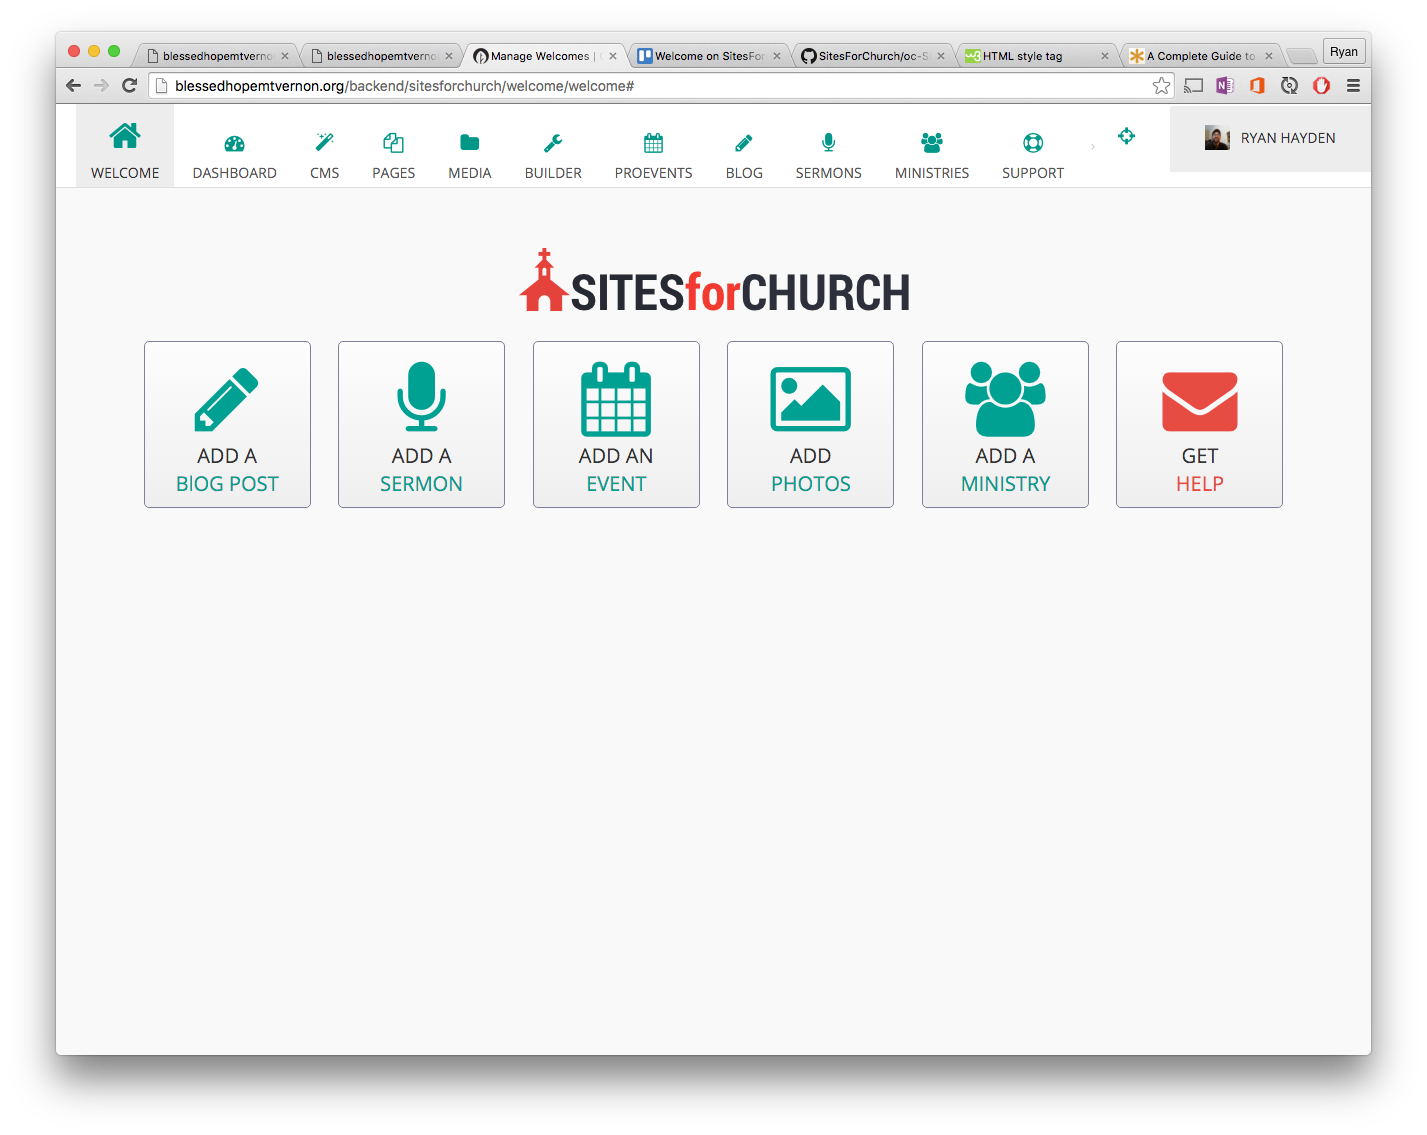 blessedhopemtverno
blessedhopemtverno
Manage Welcomes |
Welcome on SitesFor
SitesForChurch/oc-S
HTML style tag
A Complete Guide to
Ryan
blessedhopemtvernon.org/backend/sitesforchurch/welcome/welcome#
WELCOME
DASHBOARD
CMS
PAGES
MEDIA
BUILDER
PROEVENTS
BLOG
SERMONS
MINISTRIES
SUPPORT
RYAN HAYDEN
SITESforCHURCH
ADD A
BlOG POST
ADD A
SERMON
ADD AN
EVENT
ADD
PHOTOS
ADD A
MINISTRY
GET
HELP